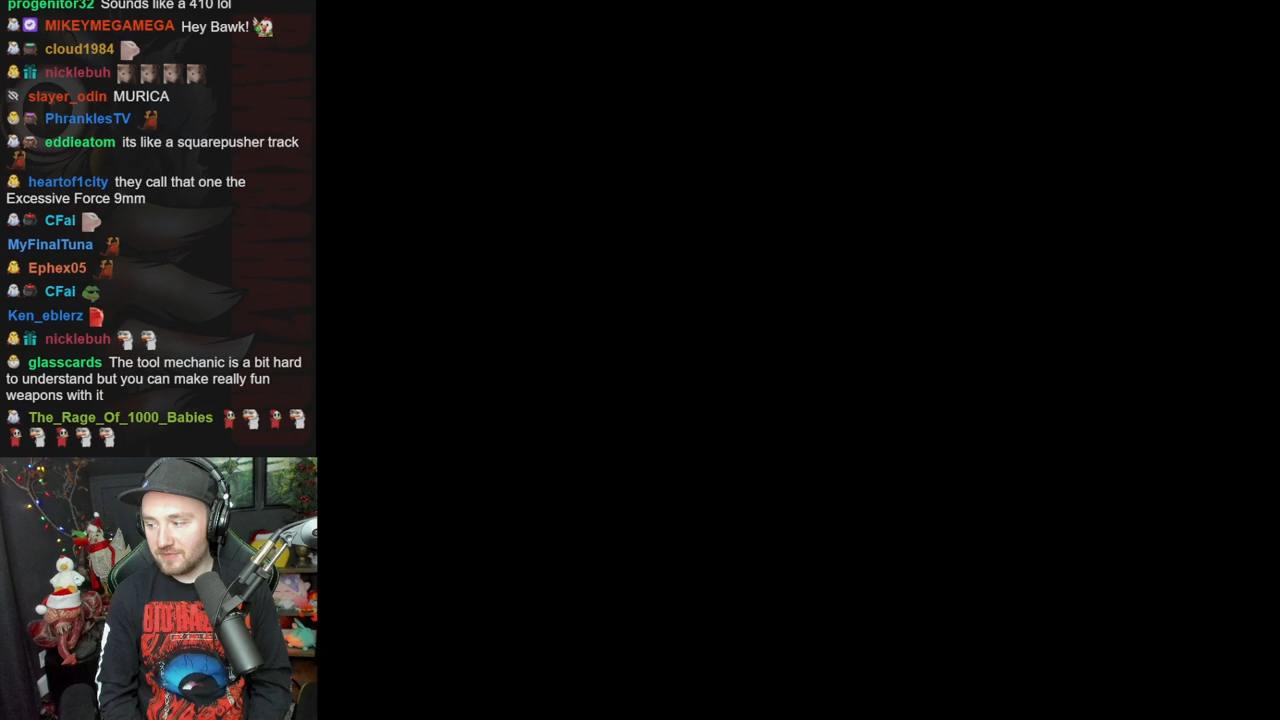 progenitor32 Sounds like a 410 lol
MIKEYMEGAMEGA Hey Bawk!
cloud1984
nicklebuh
slayer_odin MURICA
PhranklesTV
eddieatom its like a squarepusher track
heartof1city they call that one the
Excessive Force 9mm
CFai
MyFinalTuna
Ephex05
CFai
Ken_eblerz
nicklebuh
glasscards The tool mechanic is a bit hard
to understand but you can make really fun
weapons with it
The_Rage_Of_1000_Babies